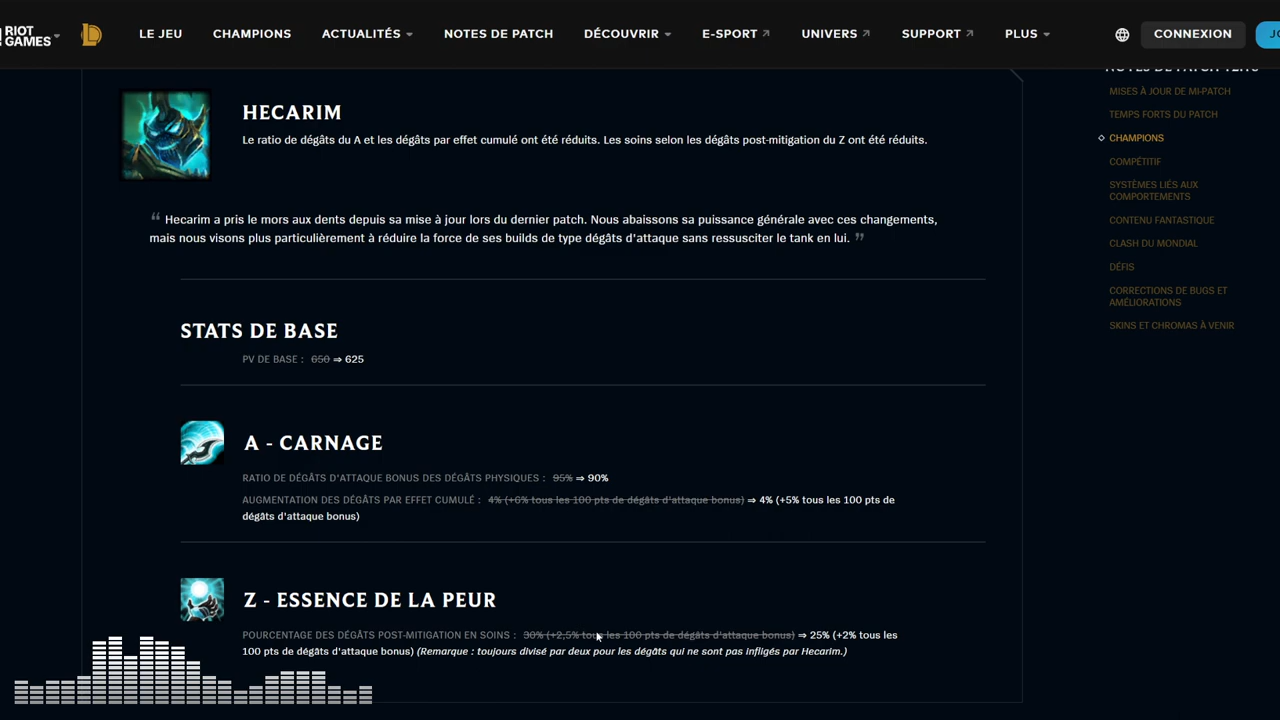 RIOT GAMES
LE JEU CHAMPIONS ACTUALITÉS NOTES DE PATCH DÉCOUVRIR E-SPORT UNIVERS SUPPORT PLUS CONNEXION
HECARIM
Le ratio de dégâts du A et les dégâts par effet cumulé ont été réduits. Les soins selon les dégâts post-mitigation du Z ont été réduits.
“ Hecarim a pris le mors aux dents depuis sa mise à jour lors du dernier patch. Nous abaissons sa puissance générale avec ces changements,
mais nous visons plus particulièrement à réduire la force de ses builds de type dégâts d'attaque sans ressusciter le tank en lui. ”
STATS DE BASE
PV DE BASE : 650 ⇒ 625
A - CARNAGE
RATIO DE DÉGÂTS D'ATTAQUE BONUS DES DÉGÂTS PHYSIQUES : 95% ⇒ 90%
AUGMENTATION DES DÉGÂTS PAR EFFET CUMULÉ : 4% (+6% tous les 100 pts de dégâts d'attaque bonus) ⇒ 4% (+5% tous les 100 pts de
dégâts d'attaque bonus)
Z - ESSENCE DE LA PEUR
POURCENTAGE DES DÉGÂTS POST-MITIGATION EN SOINS : 30% (+2,5% tous les 100 pts de dégâts d'attaque bonus) ⇒ 25% (+2% tous les
100 pts de dégâts d'attaque bonus) (Remarque : toujours divisé par deux pour les dégâts qui ne sont pas infligés par Hecarim.)
MISES À JOUR DE MI-PATCH
TEMPS FORTS DU PATCH
CHAMPIONS
COMPÉTITIF
SYSTÈMES LIÉS AUX
COMPORTEMENTS
CONTENU FANTASTIQUE
CLASH DU MONDIAL
DÉFIS
CORRECTIONS DE BUGS ET
AMÉLIORATIONS
SKINS ET CHROMAS À VENIR